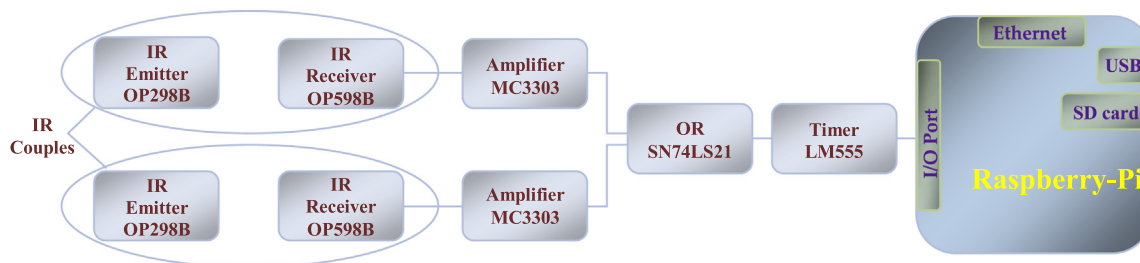 IR
Emitter
OP298B
IR
Receiver
OP598B
Amplifier
MC3303
IR
Couples
OR
SN74LS21
Timer
LM555
IR
Emitter
OP298B
IR
Receiver
OP598B
Amplifier
MC3303
Ethernet
USB
SD card
I/O Port
Raspberry-Pi